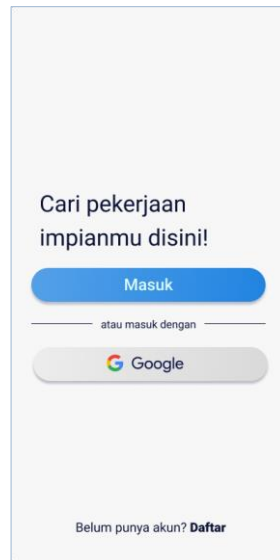 Cari pekerjaan
impianmu disini!
Masuk
atau masuk dengan
Google
Belum punya akun? Daftar